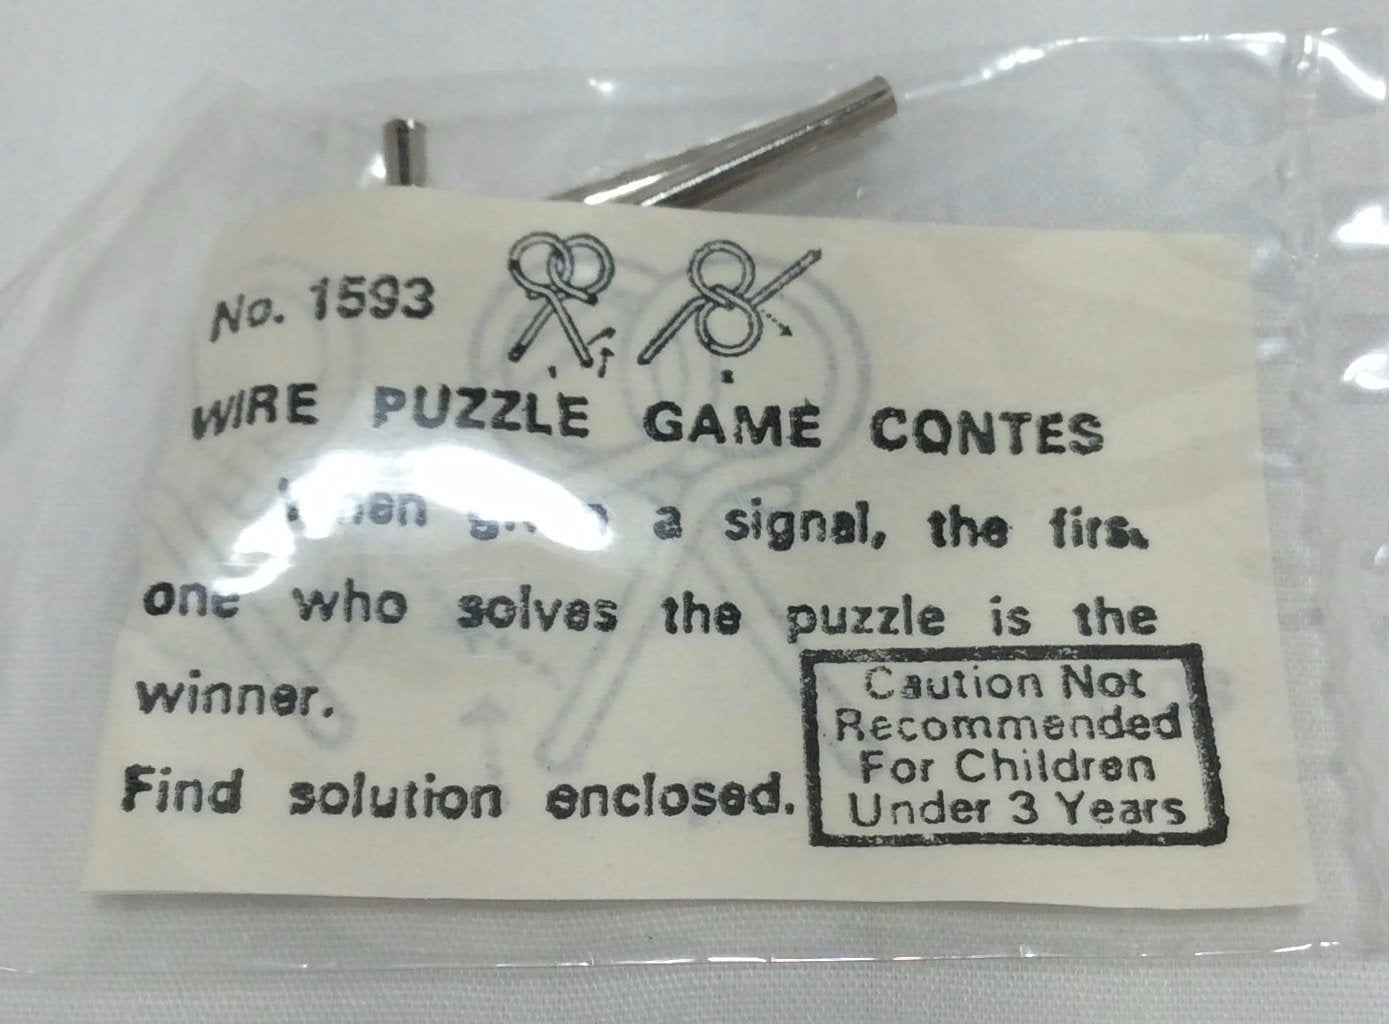 No. 1593
WIRE PUZZLE GAME CONTES
a signal, the first
one who solves the puzzle is the
winner.
Find solution enclosed.
Caution Not
Recommended
For Children
Under 3 Years